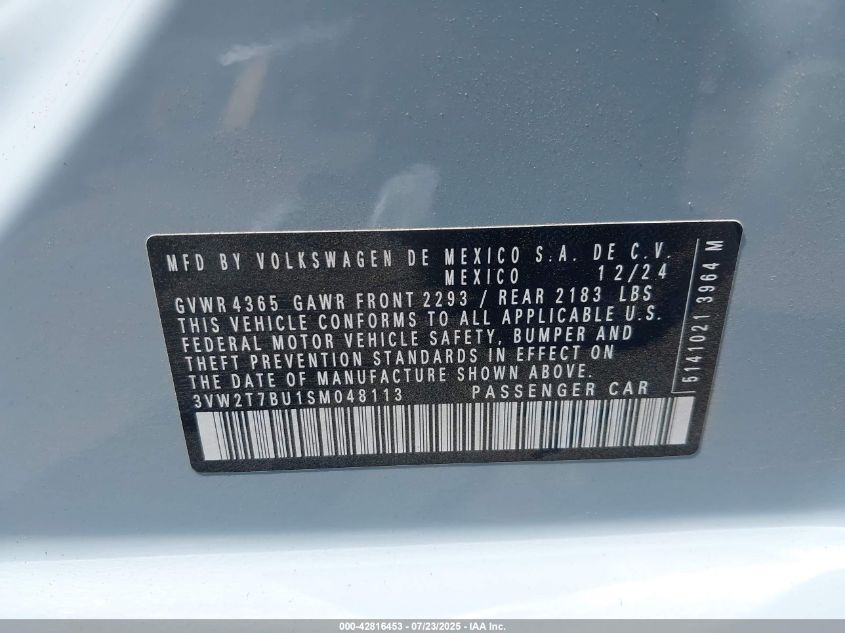 MFD BY VOLKSWAGEN DE MEXICO S.A. DE C.V.
MEXICO 12/24
GVWR 4365 GAWR FRONT 2293 / REAR 2183 LBS
THIS VEHICLE CONFORMS TO ALL APPLICABLE U.S.
FEDERAL MOTOR VEHICLE SAFETY, BUMPER AND
THEFT PREVENTION STANDARDS IN EFFECT ON
THE DATE OF MANUFACTURE SHOWN ABOVE.
3VW2T7BU1SM048113 PASSENGER CAR
5141021 3964 M
000-42816453 - 07/23/2025 - IAA Inc.